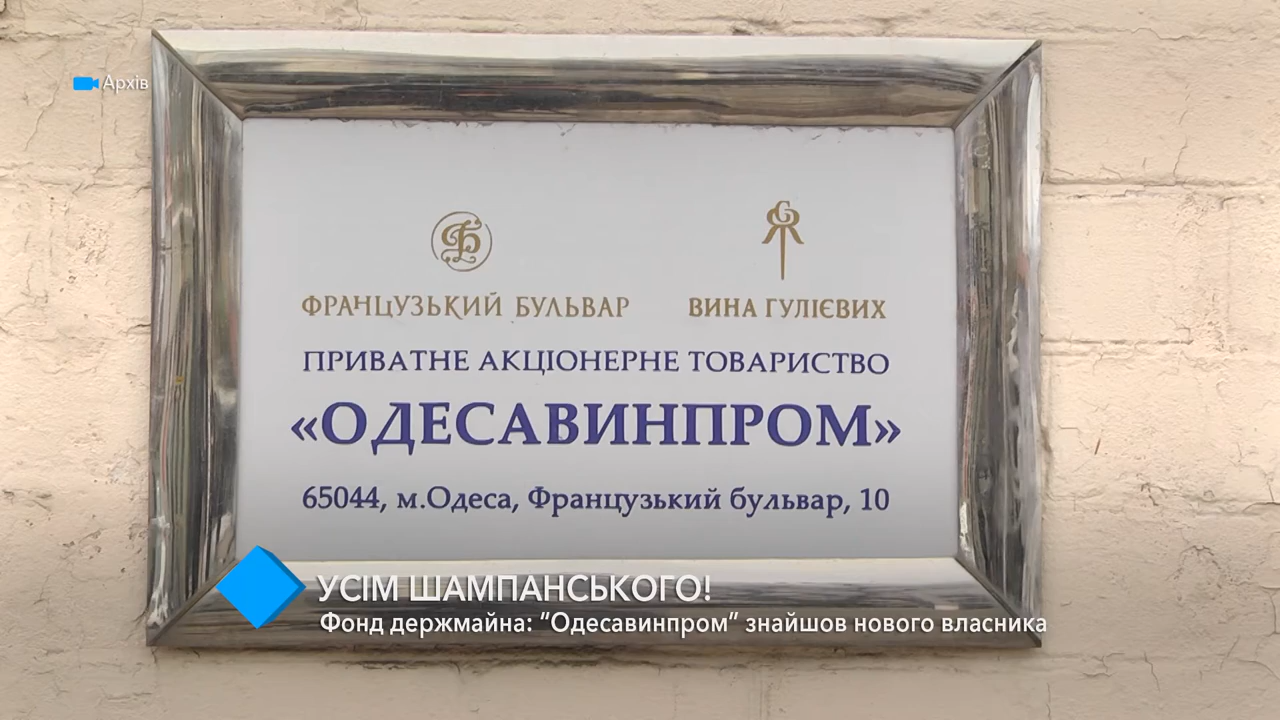 Архів
ФРАНЦУЗЬКИЙ БУЛЬВАР
ВИНА ГУЛІЄВИХ
ПРИВАТНЕ АКЦІОНЕРНЕ ТОВАРИСТВО
«ОДЕСАВИНПРОМ»
65044, м.Одеса, Французький бульвар, 10
УСІМ ШАМПАНСЬКОГО!
Фонд держмайна: “Одесавинпром” знайшов нового власника